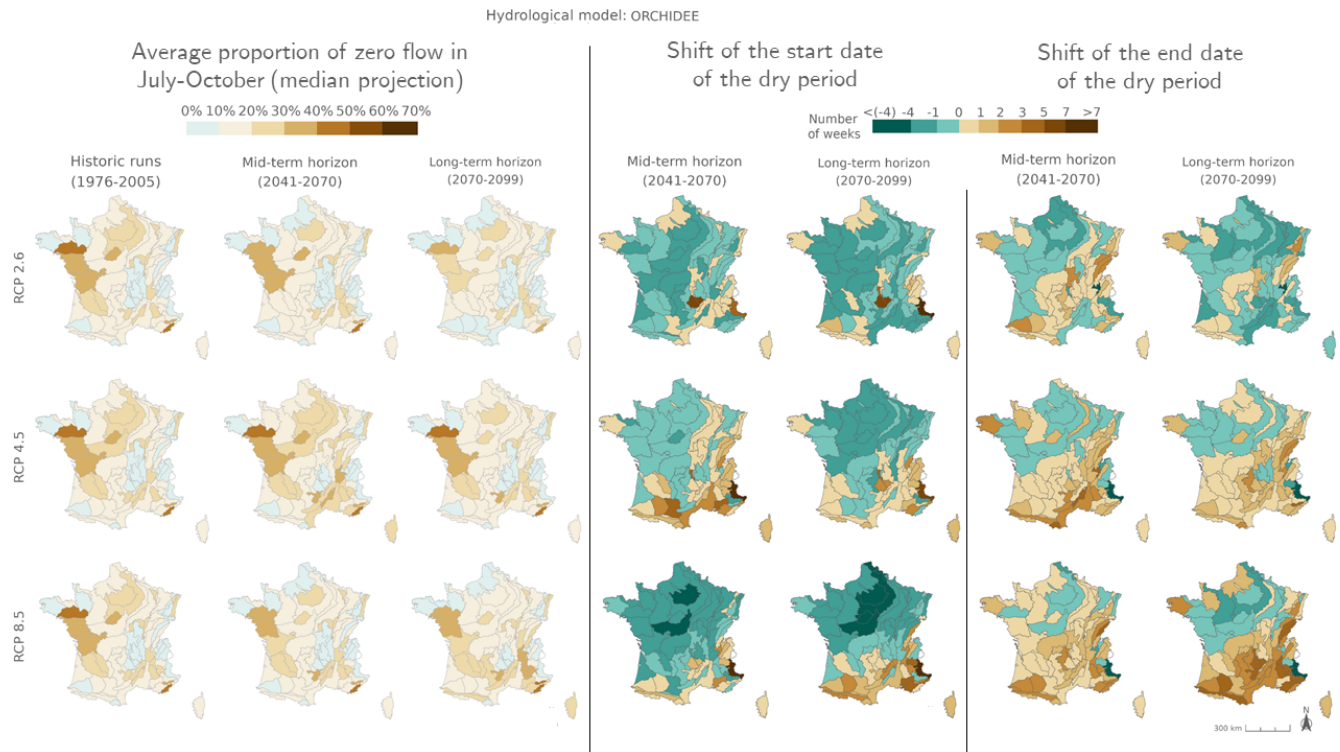 Hydrological model: ORCHIDEE
Average proportion of zero flow in
July-October (median projection)
0% 10% 20% 30% 40% 50% 60% 70%
Shift of the start date
of the dry period
Shift of the end date
of the dry period
Number
of weeks
<(-4) -4 -1 0 1 2 3 5 7 >7
Historic runs
(1976-2005)
Mid-term horizon
(2041-2070)
Long-term horizon
(2070-2099)
Mid-term horizon
(2041-2070)
Long-term horizon
(2070-2099)
Mid-term horizon
(2041-2070)
Long-term horizon
(2070-2099)
RCP 2.6
RCP 4.5
RCP 8.5
300 km
N